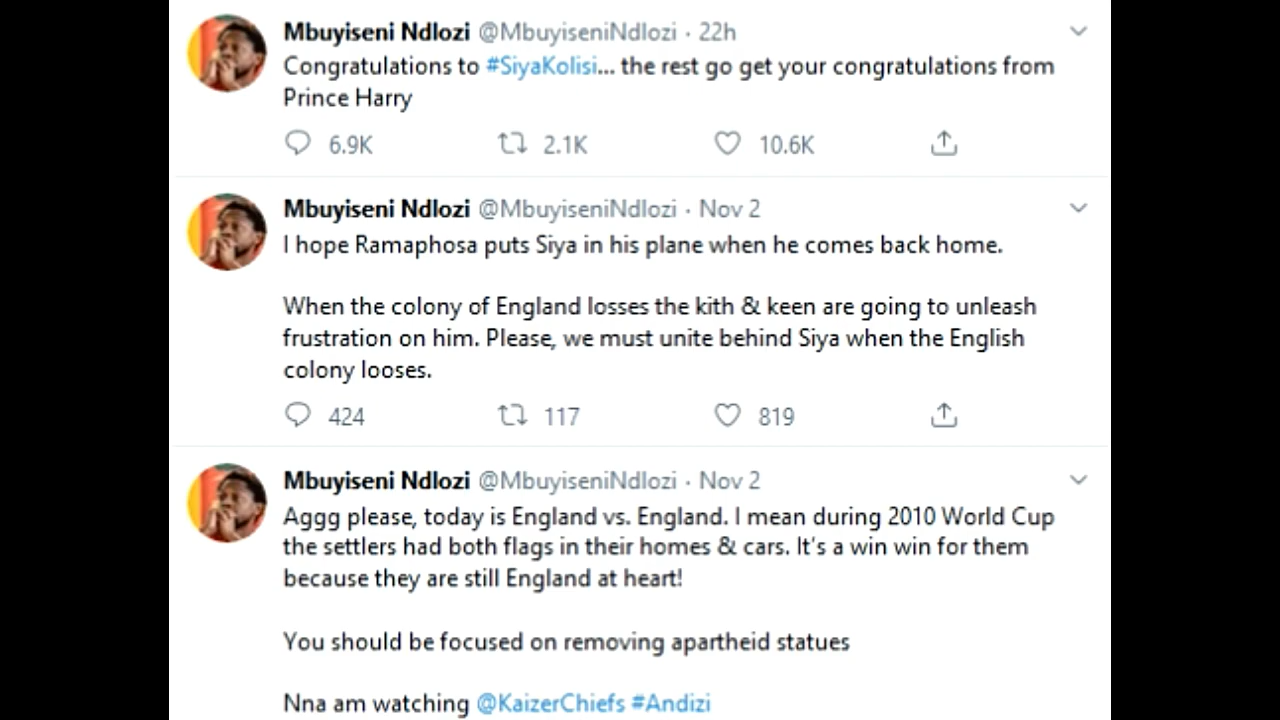 Mbuyiseni Ndlozi @MbuyiseniNdlozi · 22h
Congratulations to #SiyaKolisi... the rest go get your congratulations from
Prince Harry
6.9K 2.1K 10.6K
Mbuyiseni Ndlozi @MbuyiseniNdlozi · Nov 2
I hope Ramaphosa puts Siya in his plane when he comes back home.
When the colony of England losses the kith & keen are going to unleash
frustration on him. Please, we must unite behind Siya when the English
colony looses.
424 117 819
Mbuyiseni Ndlozi @MbuyiseniNdlozi · Nov 2
Aggg please, today is England vs. England. I mean during 2010 World Cup
the settlers had both flags in their homes & cars. It's a win win for them
because they are still England at heart!
You should be focused on removing apartheid statues
Nna am watching @KaizerChiefs #Andizi